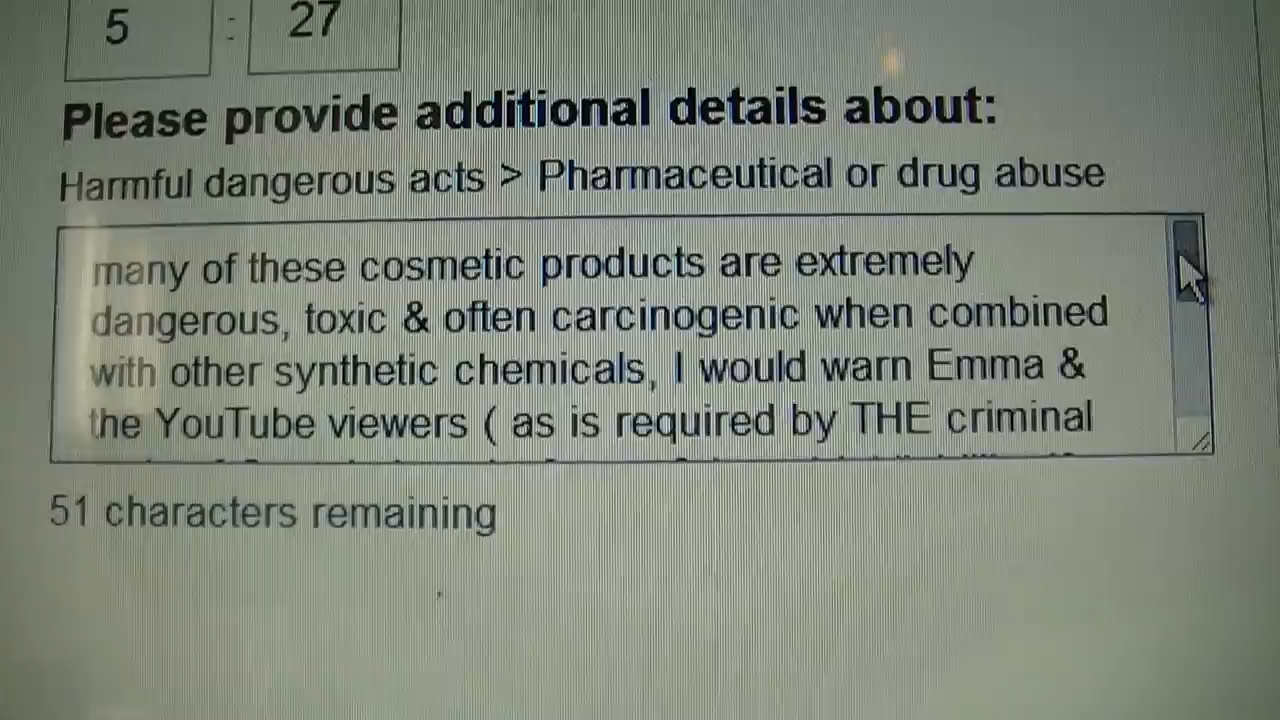 5 : 27
Please provide additional details about:
Harmful dangerous acts > Pharmaceutical or drug abuse
many of these cosmetic products are extremely
dangerous, toxic & often carcinogenic when combined
with other synthetic chemicals, I would warn Emma &
the YouTube viewers ( as is required by THE criminal
51 characters remaining